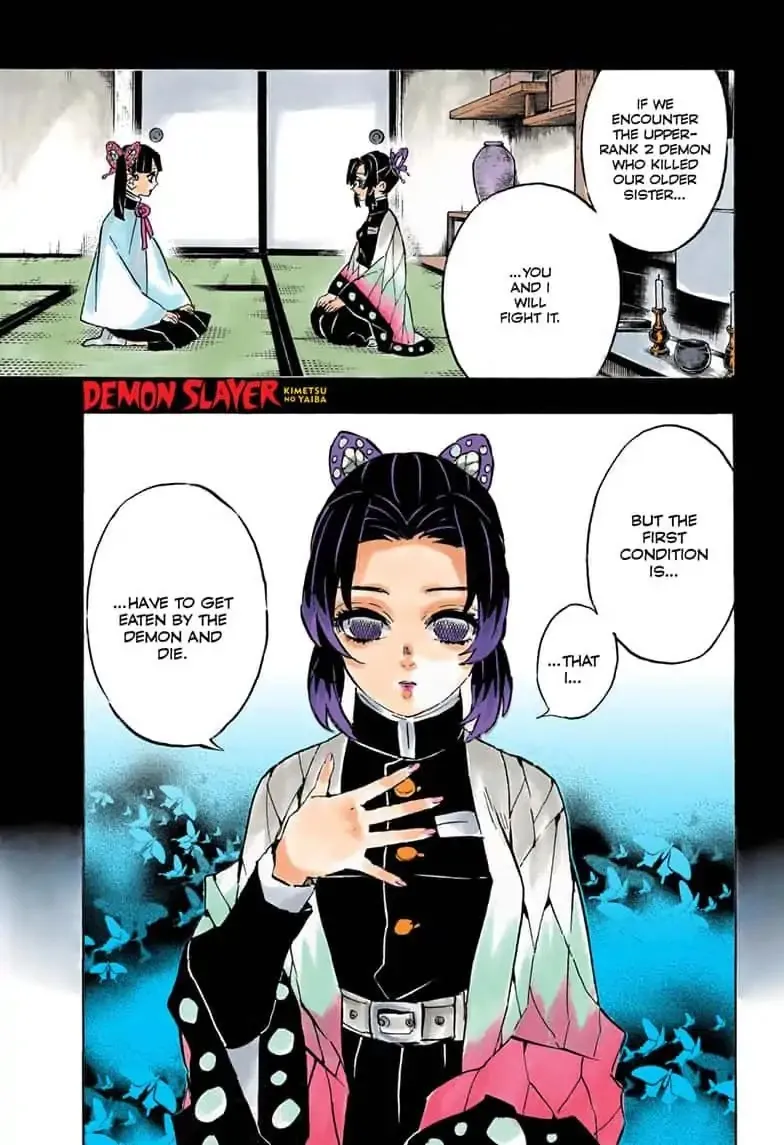 IF WE
ENCOUNTER
THE UPPER-
RANK 2 DEMON
WHO KILLED
OUR OLDER
SISTER...
...YOU
AND I
WILL
FIGHT IT.
DEMON SLAYER
KIMETSU
NO YAIBA
BUT THE
FIRST
CONDITION
IS...
...THAT
I...
...HAVE TO GET
EATEN BY THE
DEMON AND
DIE.